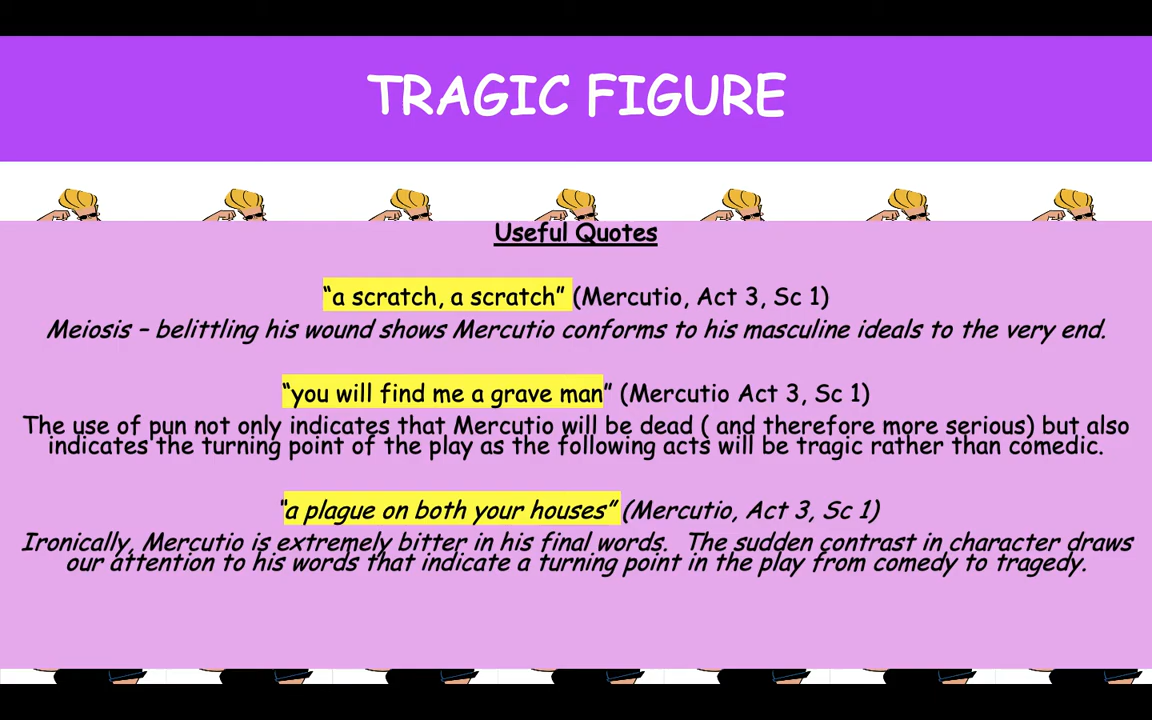 TRAGIC FIGURE
Useful Quotes
“a scratch, a scratch” (Mercutio, Act 3, Sc 1)
Meiosis – belittling his wound shows Mercutio conforms to his masculine ideals to the very end.
“you will find me a grave man” (Mercutio Act 3, Sc 1)
The use of pun not only indicates that Mercutio will be dead ( and therefore more serious) but also
indicates the turning point of the play as the following acts will be tragic rather than comedic.
“a plague on both your houses” (Mercutio, Act 3, Sc 1)
Ironically, Mercutio is extremely bitter in his final words.  The sudden contrast in character draws
our attention to his words that indicate a turning point in the play from comedy to tragedy.